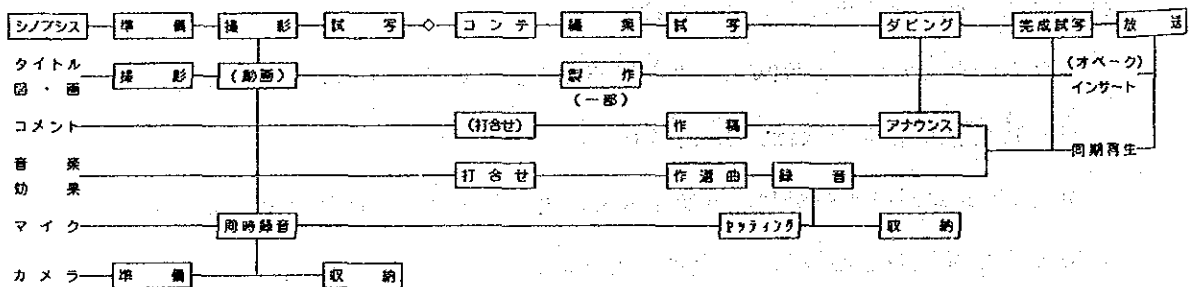 シノプシス 準備 撮影 試写 コンテ 編集 試写 ダビング 完成試写 放送
タイトル 撮影 (動画) 製作 (オペーク)
図・画 (一部) インサート
コメント (打合せ) 作稿 アナウンス
同期再生
音楽
効果 打合せ 作選曲 録音
マイク 同時録音 セッティング 収納
カメラ 準備 収納